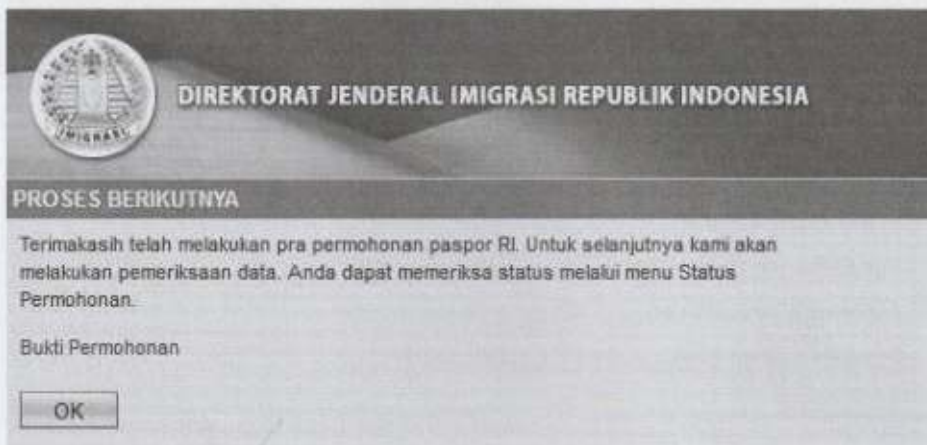 IMIGRASI
DIREKTORAT JENDERAL IMIGRASI REPUBLIK INDONESIA
PROSES BERIKUTNYA
Terimakasih telah melakukan pra permohonan paspor RI. Untuk selanjutnya kami akan
melakukan pemeriksaan data. Anda dapat memeriksa status melalui menu Status
Permohonan.
Bukti Permohonan
OK